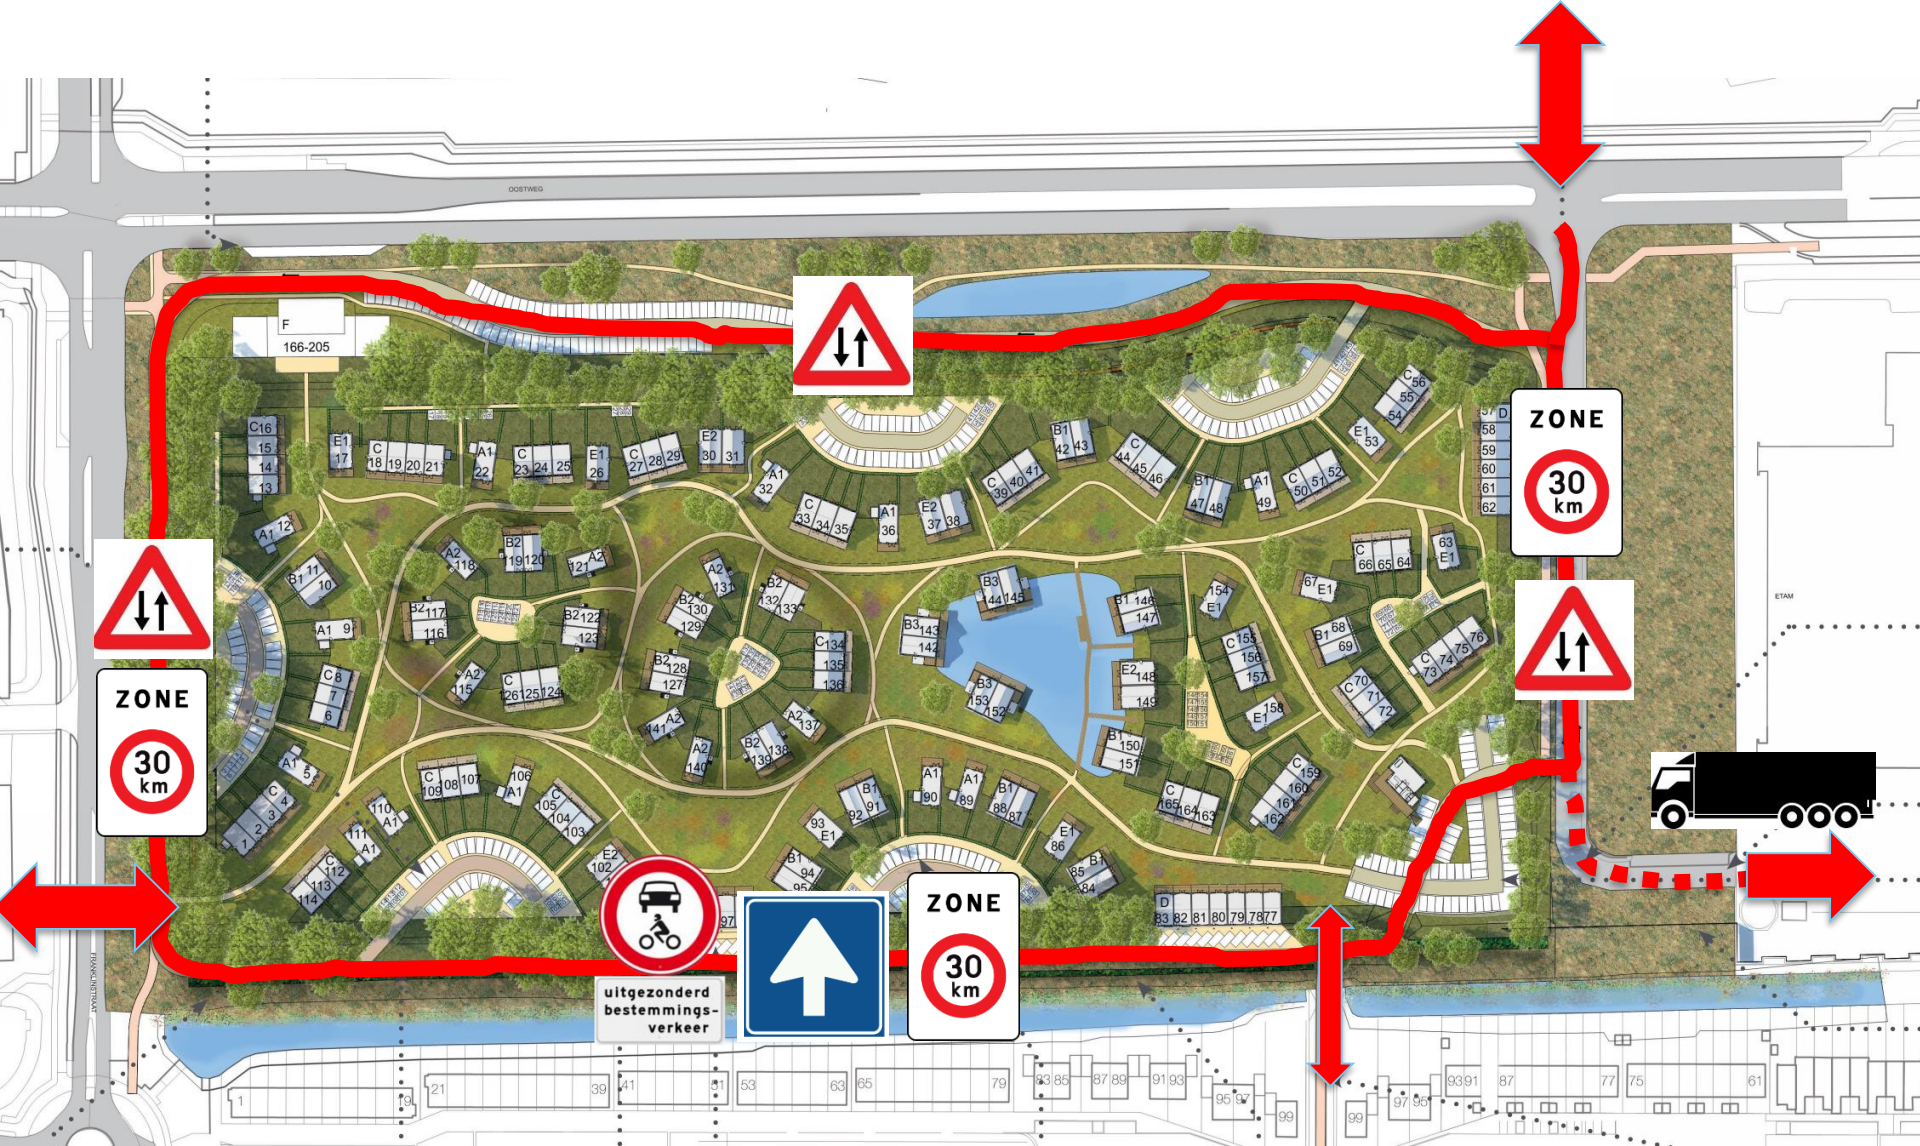 OOSTWEG
F
166-205
C16
15
14
13
E1
17
C
18 19 20 21
A1
22
C
23 24 25
E1
26
C
27 28 29
E2
30 31
A1
32
C
33 34 35
A1
36
E2
37 38
C
39 40 41
B1
42 43
C
44 45 46
B1
47 48
A1
49
C
50 51 52
E1
53
C56
55
54
57 D
58
59
60
61
62
ZONE
30
km
A1 12
B1 11
10
A1 9
C8
7
6
A1
5
C
4
3
2
1
A2
118
B2
119 120
A2
121
B2 117
116
B2 122
123
A2
115
C
126 125 124
A2
131
B2
130
129
B2
132
133
B2
128
127
C134
135
136
141 A2
A2
140
B2
138
139
A2
137
B3
144 145
B3 143
142
B3
153
152
B1 146
147
E2
148
149
B1
150
151
154
E1
C155
156
157
158
E1
C159
160
161
162
C
165 164 163
C
66 65 64
63
E1
67
E1
68
B1
69
C 70
71
72
C
73 74 75 76
ETAM
ZONE
30
km
C
109 108 107
106
A1
C
105
104
103
110
A1
111
A1
C
112
113
114
E2
102
B1
91
92
A1
90
A1
89
B1
88
87
93
E1
B1
94
95
E1
86
B1
85
84
97
D
83 82 81 80 79 78 77
ZONE
30
km
uitgezonderd
bestemmings-
verkeer
FRANKLINSTRAAT
1 19
21 39
41 51
53 63
65 79
83 85
87 89
91 93
95 97
99
99
97 95
93 91
87 77
75 61